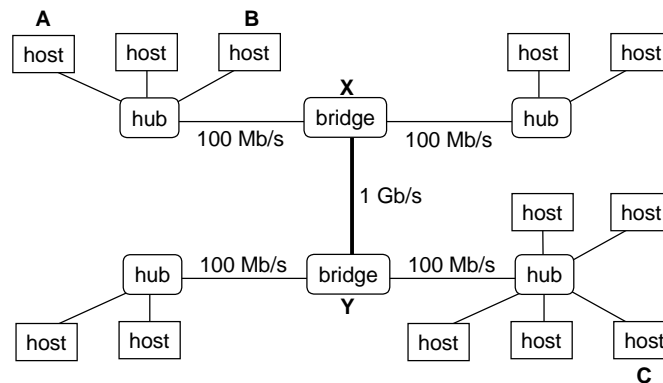 A B
host host host host host
X
hub bridge hub
100 Mb/s 100 Mb/s
1 Gb/s
host host
hub 100 Mb/s bridge 100 Mb/s hub
Y
host host host host host
C